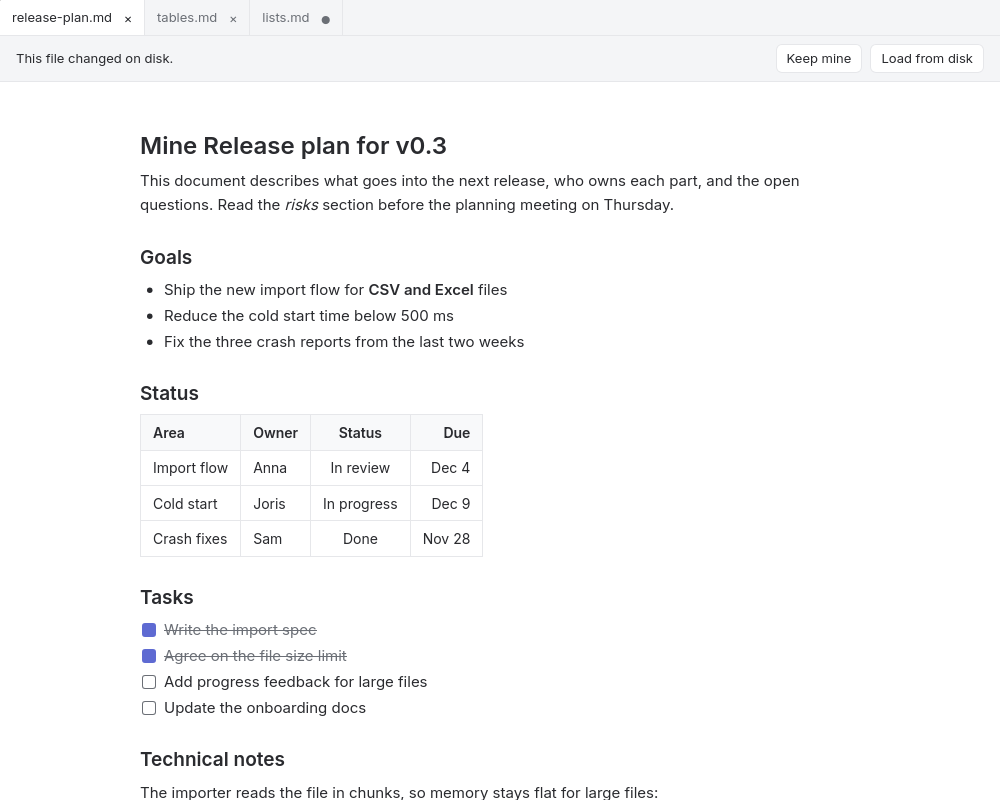 release-plan.md × tables.md × lists.md ●
This file changed on disk. Keep mine Load from disk
Mine Release plan for v0.3
This document describes what goes into the next release, who owns each part, and the open
questions. Read the risks section before the planning meeting on Thursday.
Goals
• Ship the new import flow for CSV and Excel files
• Reduce the cold start time below 500 ms
• Fix the three crash reports from the last two weeks
Status
Area Owner Status Due
Import flow Anna In review Dec 4
Cold start Joris In progress Dec 9
Crash fixes Sam Done Nov 28
Tasks
Write the import spec
Agree on the file size limit
Add progress feedback for large files
Update the onboarding docs
Technical notes
The importer reads the file in chunks, so memory stays flat for large files: